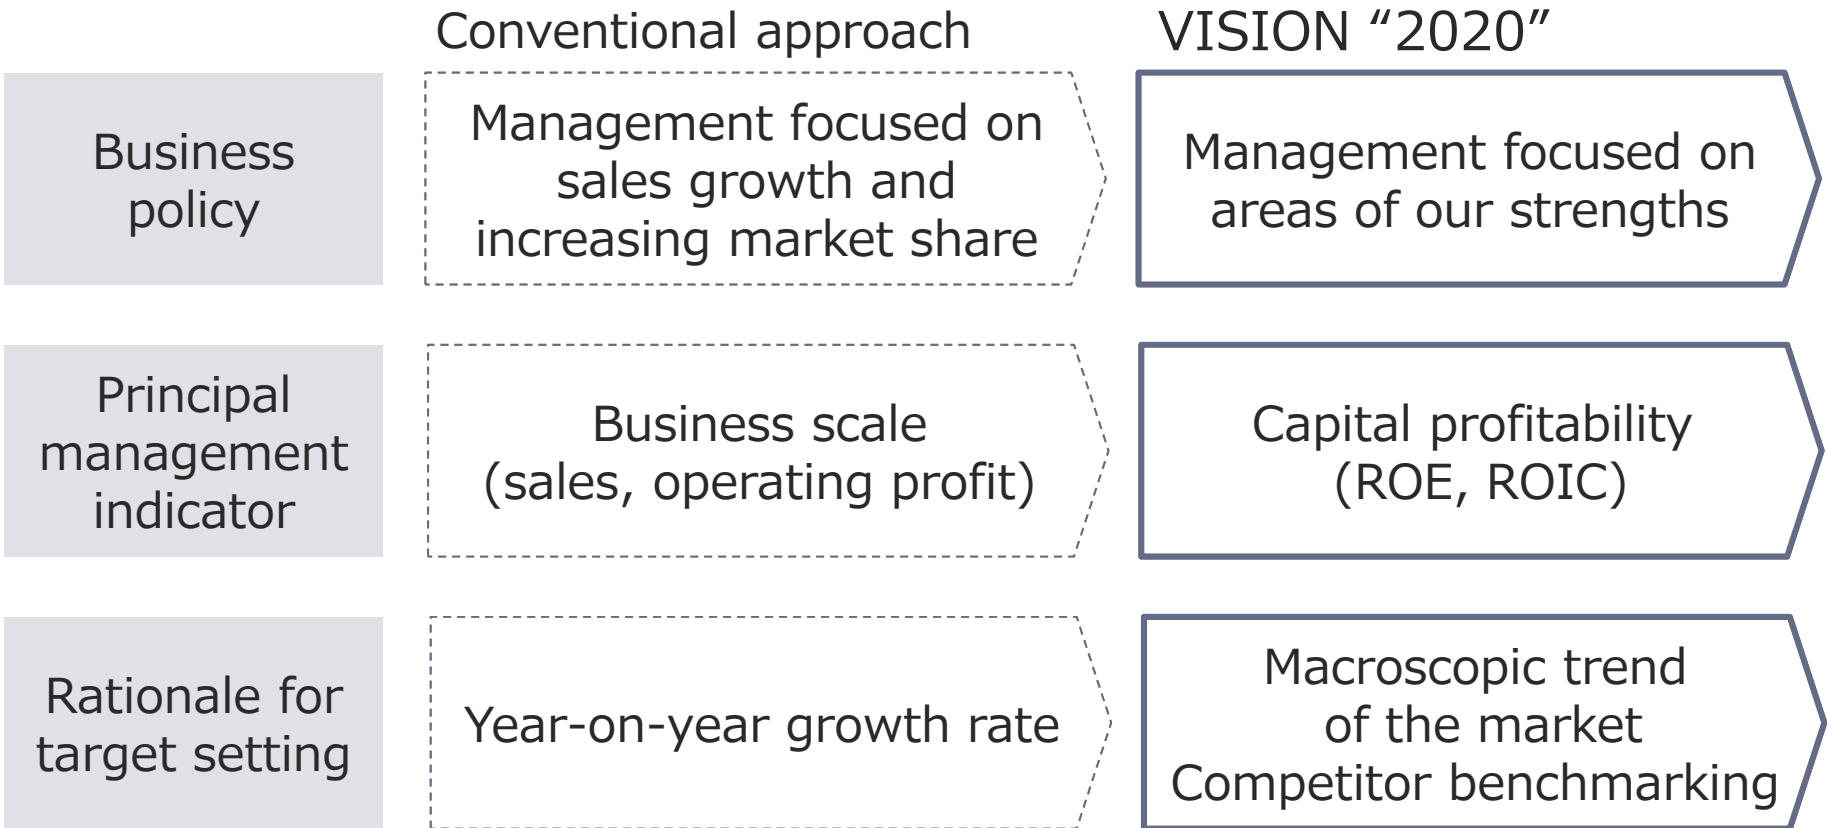 Conventional approach
VISION “2020”
Business
policy
Management focused on
sales growth and
increasing market share
Management focused on
areas of our strengths
Principal
management
indicator
Business scale
(sales, operating profit)
Capital profitability
(ROE, ROIC)
Rationale for
target setting
Year-on-year growth rate
Macroscopic trend
of the market
Competitor benchmarking